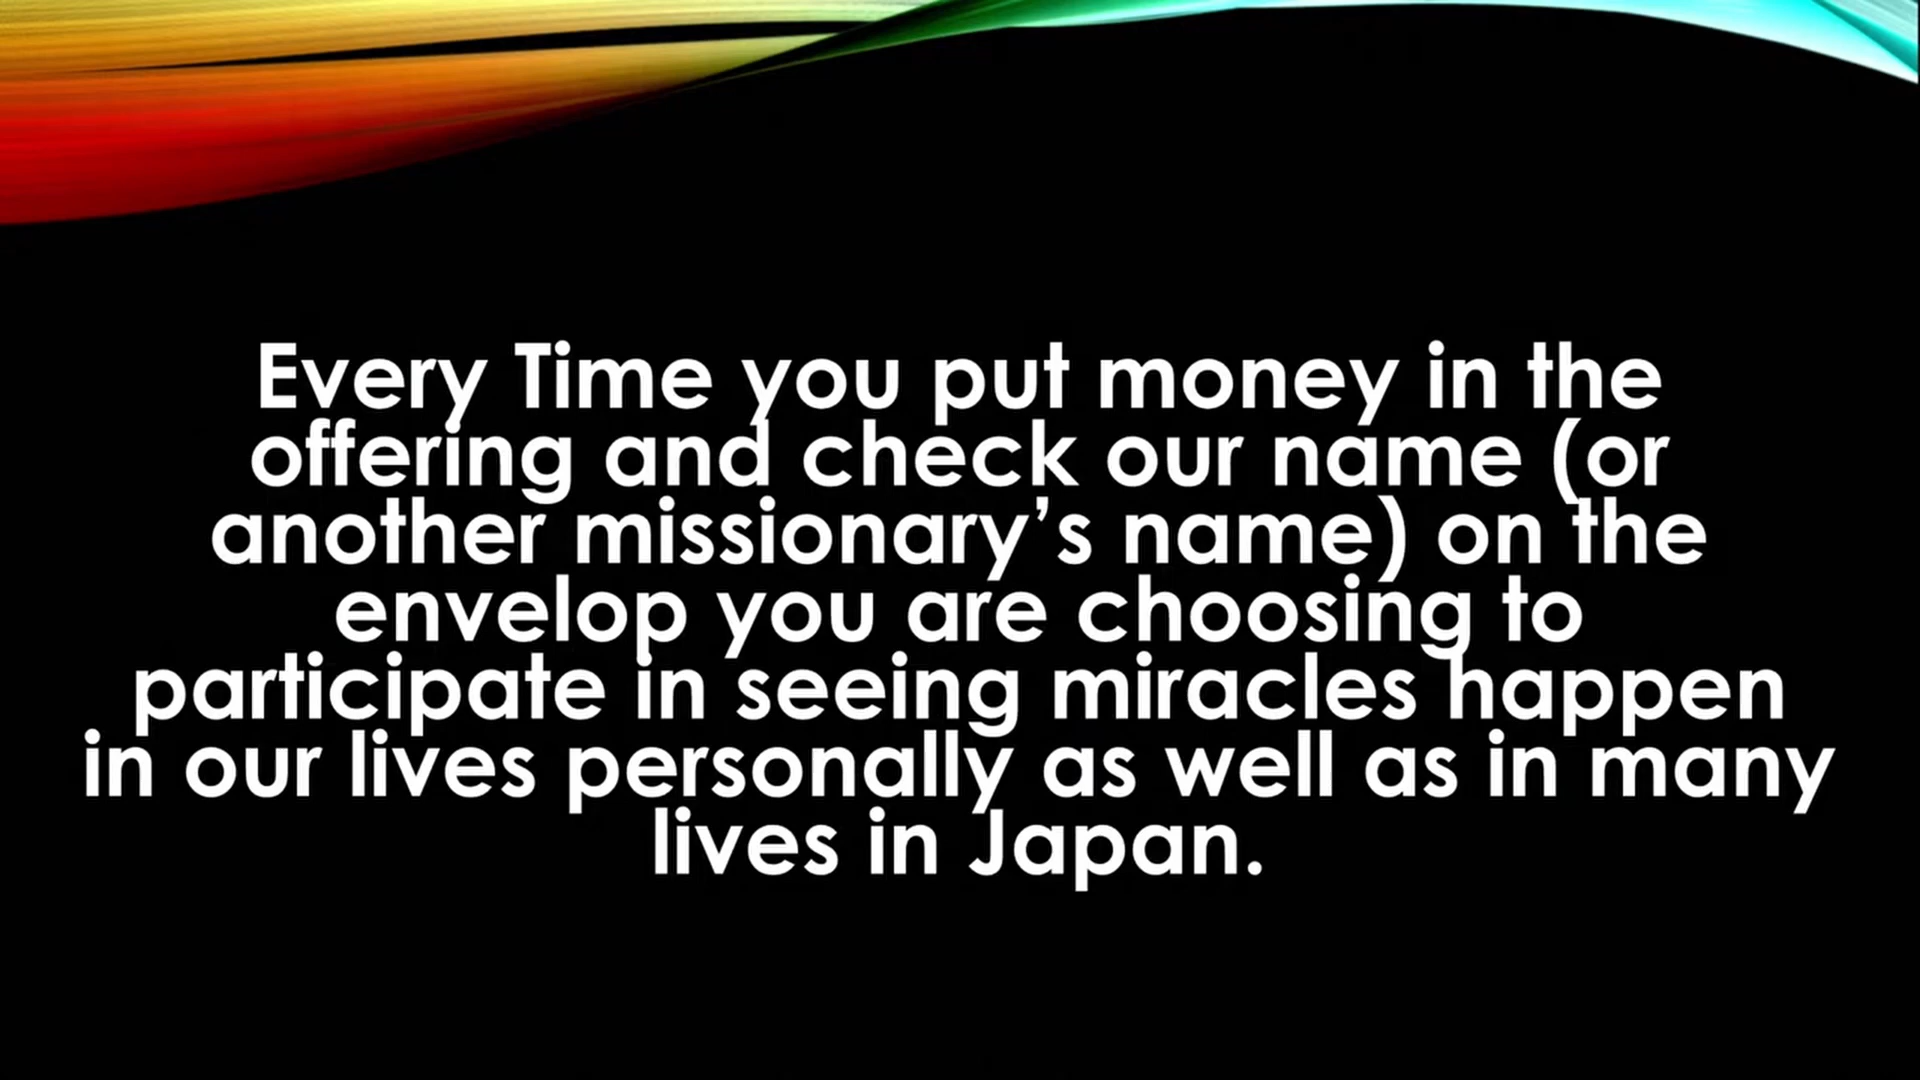 Every Time you put money in the
offering and check our name (or
another missionary’s name) on the
envelop you are choosing to
participate in seeing miracles happen
in our lives personally as well as in many
lives in Japan.